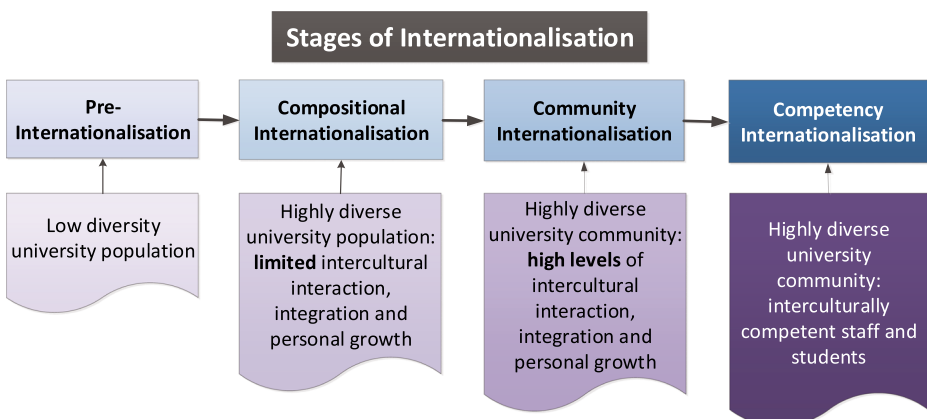 Stages of Internationalisation
Pre-
Internationalisation
Compositional
Internationalisation
Community
Internationalisation
Competency
Internationalisation
Low diversity
university population
Highly diverse
university population:
limited intercultural
interaction,
integration and
personal growth
Highly diverse
university community:
high levels of
intercultural
interaction,
integration and
personal growth
Highly diverse
university
community:
interculturally
competent staff and
students